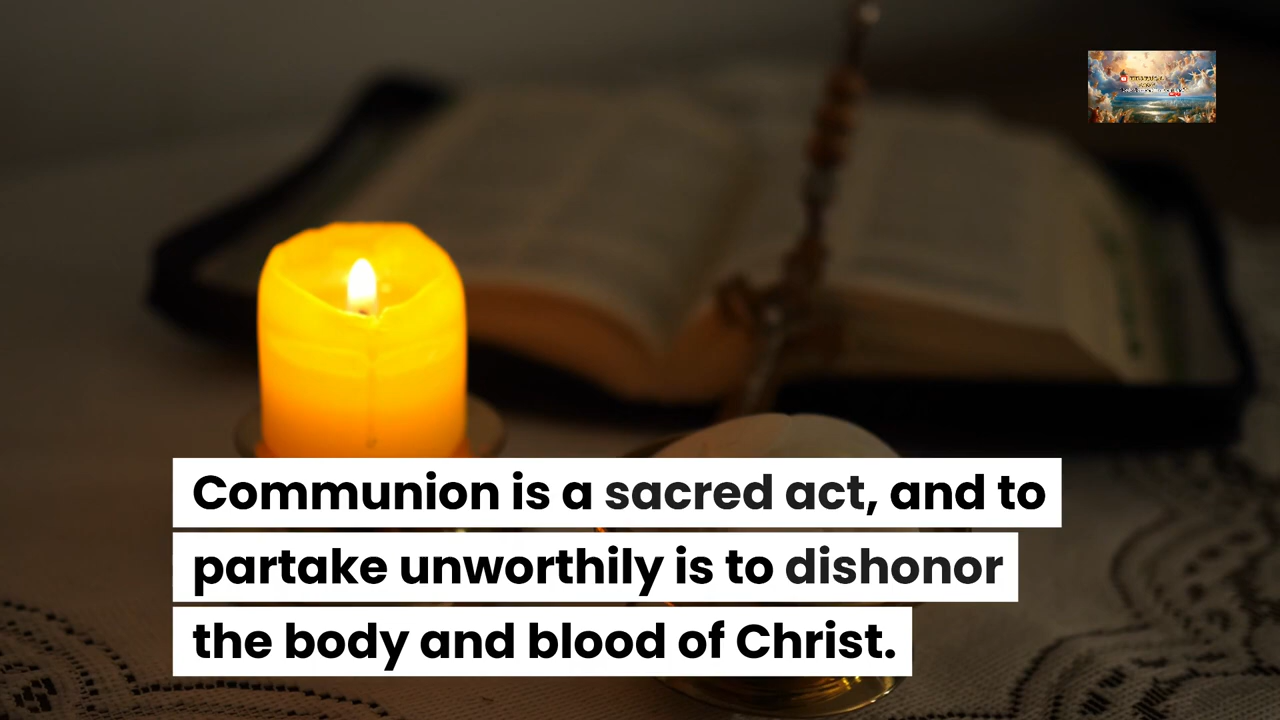 Communion is a sacred act, and to
partake unworthily is to dishonor
the body and blood of Christ.